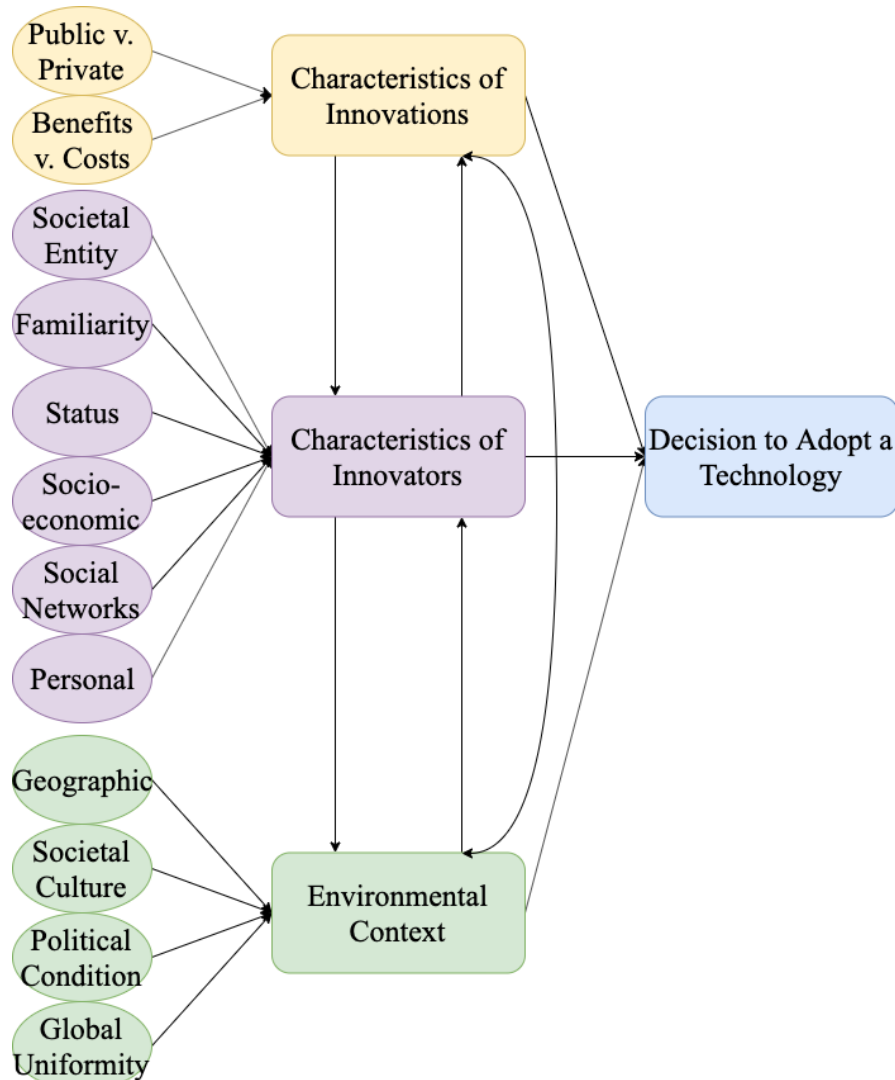 Public v.
Private
Benefits
v. Costs
Characteristics of
Innovations
Societal
Entity
Familiarity
Status
Socio-
economic
Social
Networks
Personal
Characteristics of
Innovators
Decision to Adopt a
Technology
Geographic
Societal
Culture
Political
Condition
Global
Uniformity
Environmental
Context